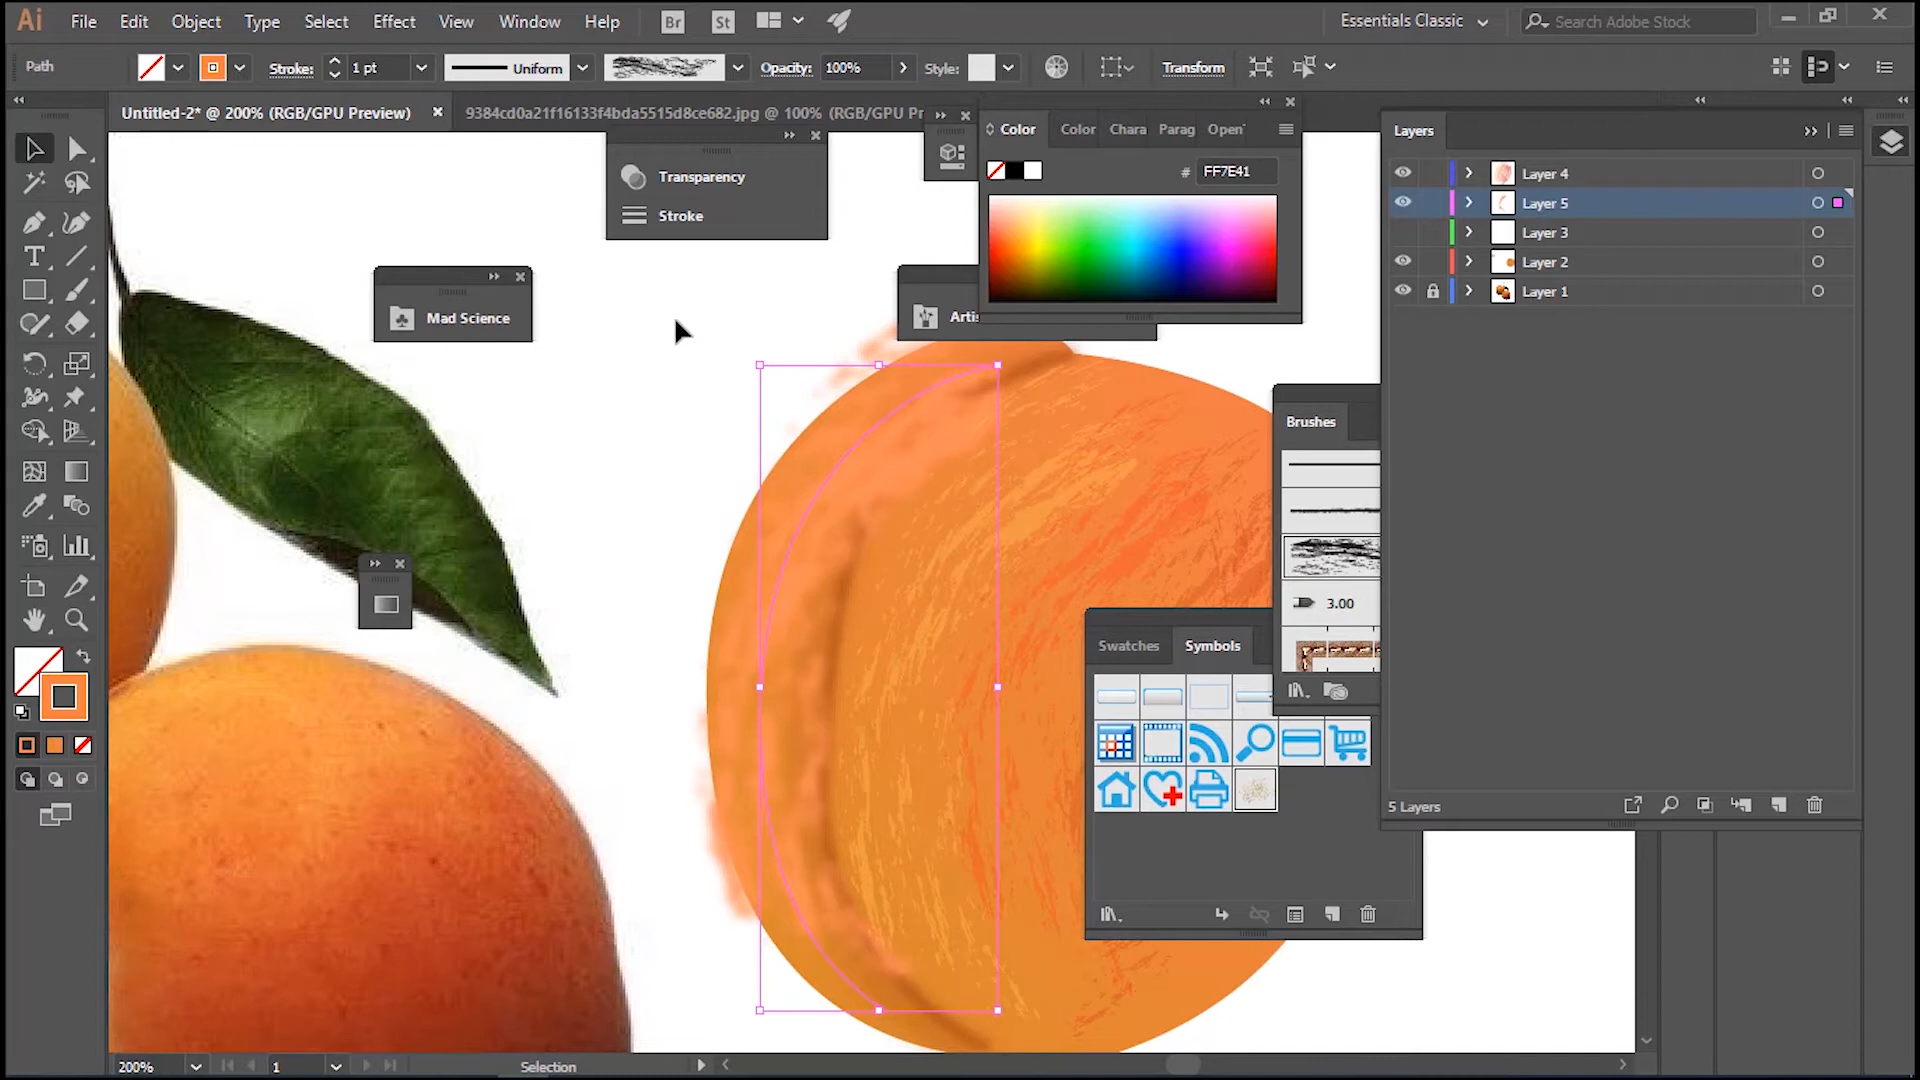 Ai File Edit Object Type Select Effect View Window Help Br St Essentials Classic Search Adobe Stock
Path Stroke: 1 pt Uniform Opacity: 100% Style: Transform
Untitled-2* @ 200% (RGB/GPU Preview) 9384cd0a21f16133f4bda5515d8ce682.jpg @ 100% (RGB/GPU Pr
Color Color Chara Parag Open
# FF7E41
Transparency
Stroke
Mad Science
Artis
Layers
Layer 4
Layer 5
Layer 3
Layer 2
Layer 1
5 Layers
Brushes
3.00
Swatches Symbols
200% 1 Selection